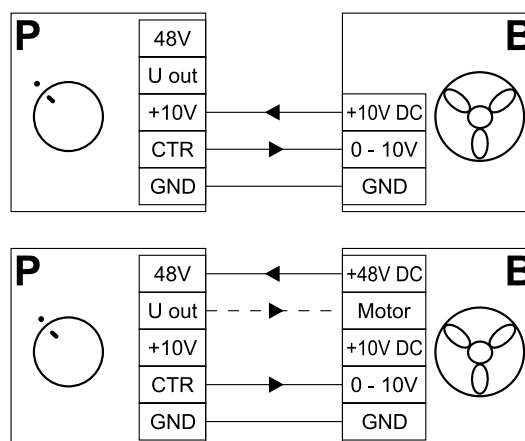 P
B
48V
U out
+10V
+10V DC
CTR
0 - 10V
GND
GND
P
B
48V
+48V DC
U out
Motor
+10V
+10V DC
CTR
0 - 10V
GND
GND